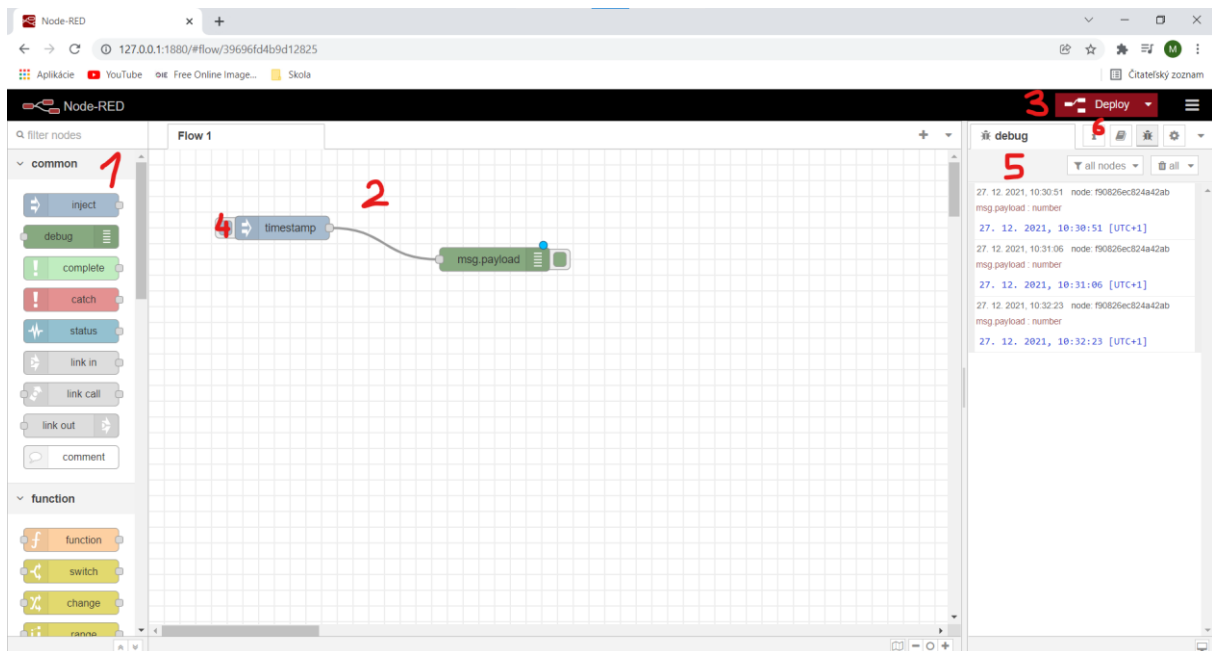 Node-RED
127.0.0.1:1880/#flow/39696fd4b9d12825
M
Aplikácie
YouTube
Free Online Image...
Skola
Čitateľský zoznam
Node-RED
3
Deploy
filter nodes
Flow 1
debug
i
6
common
1
2
5
all nodes
all
inject
debug
complete
catch
status
link in
link call
link out
comment
function
function
switch
change
range
4
timestamp
msg.payload
27. 12. 2021, 10:30:51 node: f90826ec824a42ab
msg.payload : number
27. 12. 2021, 10:30:51 [UTC+1]
27. 12. 2021, 10:31:06 node: f90826ec824a42ab
msg.payload : number
27. 12. 2021, 10:31:06 [UTC+1]
27. 12. 2021, 10:32:23 node: f90826ec824a42ab
msg.payload : number
27. 12. 2021, 10:32:23 [UTC+1]